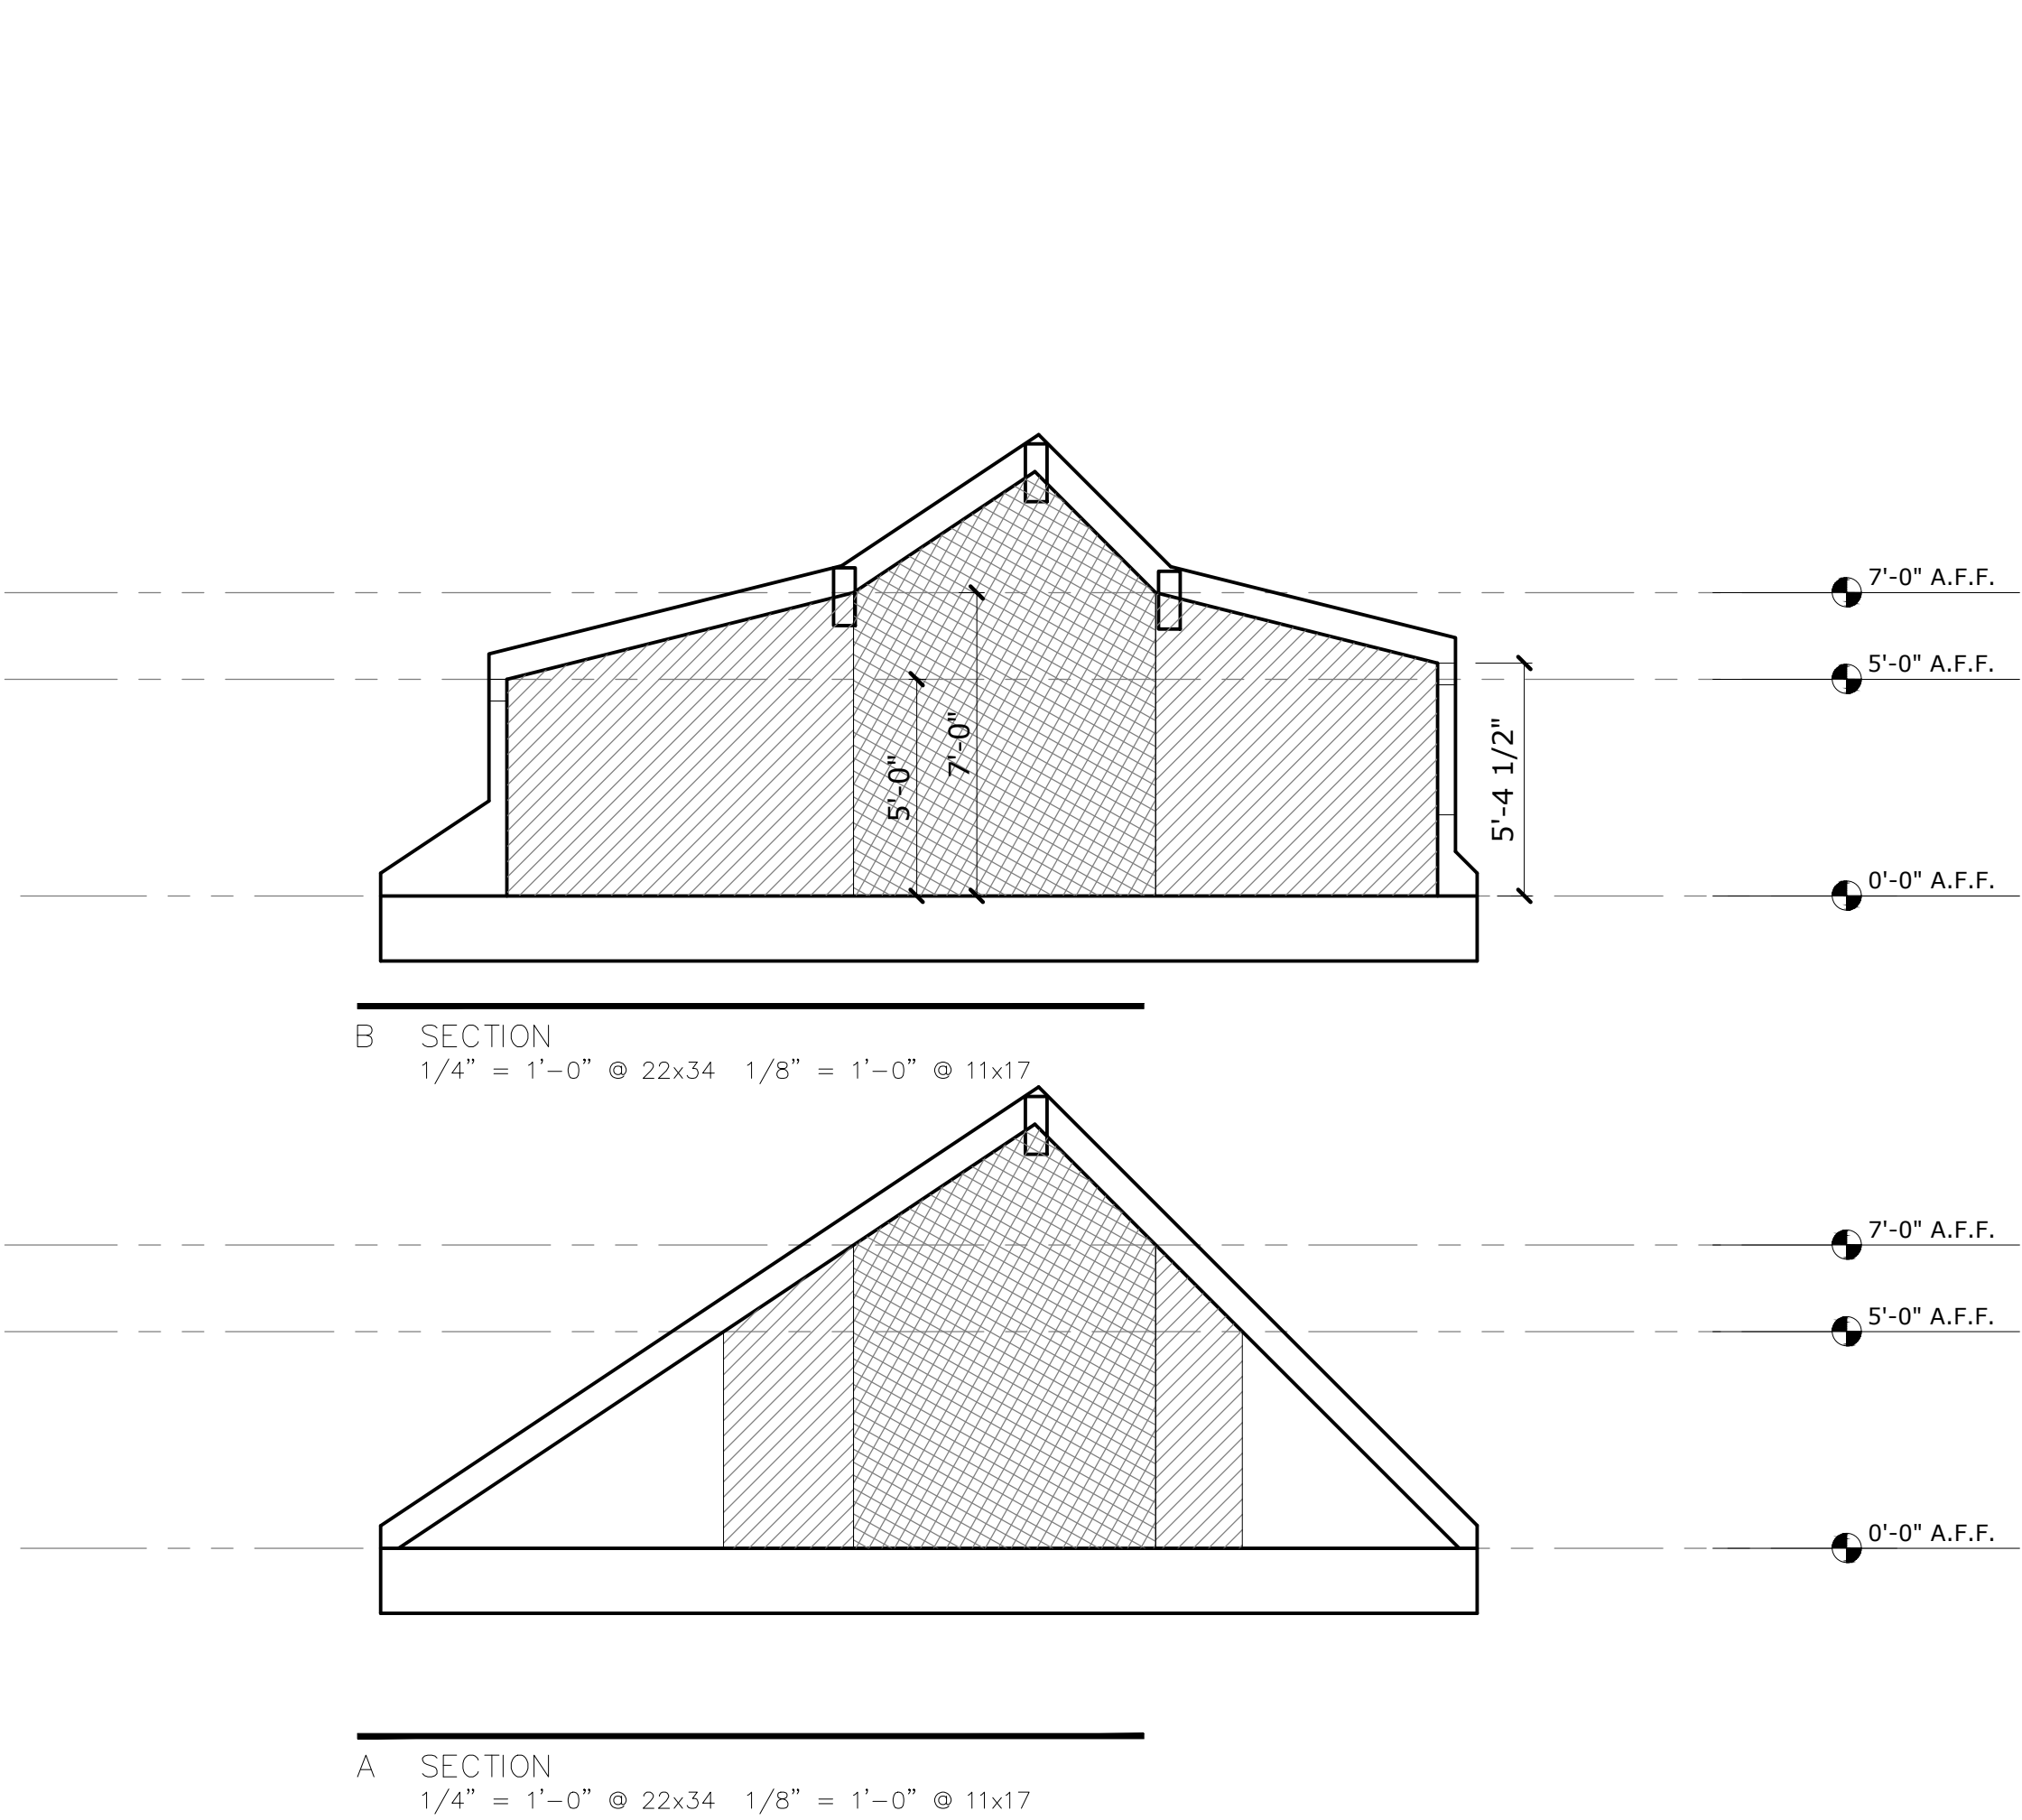 7'-0" A.F.F.
5'-0" A.F.F.
7'-0"
5'-0"
5'-4 1/2"
0'-0" A.F.F.
B SECTION
1/4” = 1’–0” @ 22x34 1/8” = 1’–0” @ 11x17
7'-0" A.F.F.
5'-0" A.F.F.
0'-0" A.F.F.
A SECTION
1/4” = 1’–0” @ 22x34 1/8” = 1’–0” @ 11x17